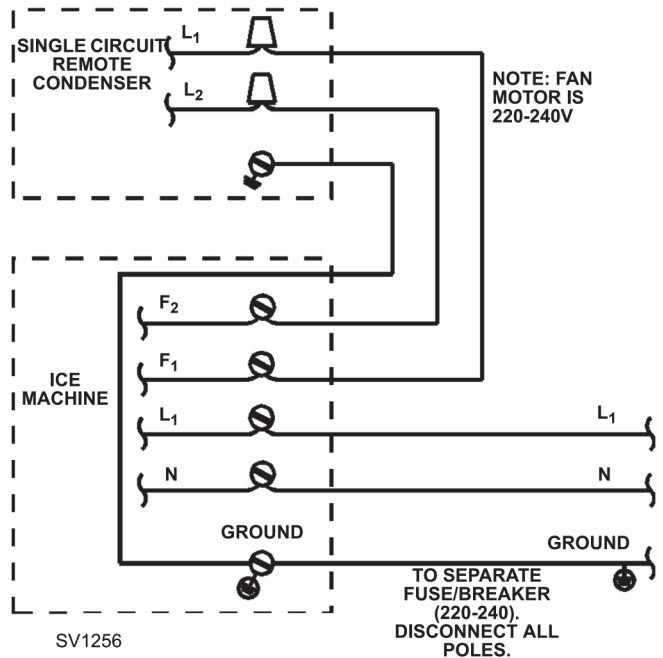 SINGLE CIRCUIT
REMOTE
CONDENSER
L1
L2
NOTE: FAN
MOTOR IS
220-240V
ICE
MACHINE
F2
F1
L1
L1
N
N
GROUND
GROUND
TO SEPARATE
FUSE/BREAKER
(220-240).
DISCONNECT ALL
POLES.
SV1256